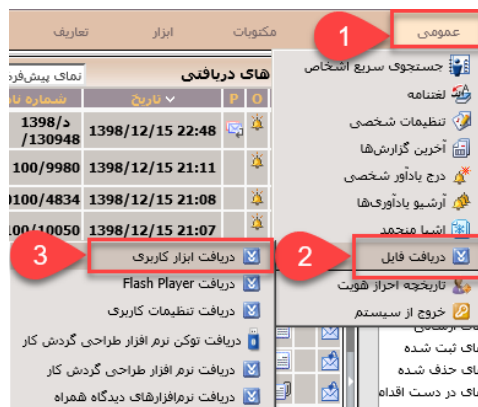 عمومی
1
مکتوبات
ابزار
تعاریف
جستجوی سریع اشخاص
لغتنامه
تنظیمات شخصی
آخرین گزارش‌ها
درج یادآور شخصی
آرشیو یادآوری‌ها
اشیا منجمد
دریافت فایل
2
تاریخچه احراز هویت
خروج از سیستم
های دریافتی
نمای پیش‌فر
O
P
تاریخ
شماره نا
1398/12/15 22:48
د/1398
/130948
1398/12/15 21:11
100/9980
1398/12/15 21:08
0100/4834
1398/12/15 21:07
100/10050
دریافت ابزار کاربری
3
دریافت Flash Player
دریافت تنظیمات کاربری
دریافت توکن نرم افزار طراحی گردش کار
دریافت نرم افزار طراحی گردش کار
دریافت نرم‌افزارهای دیدگاه همراه
ای ثبت شده
ای حذف شده
ای در دست اقدام